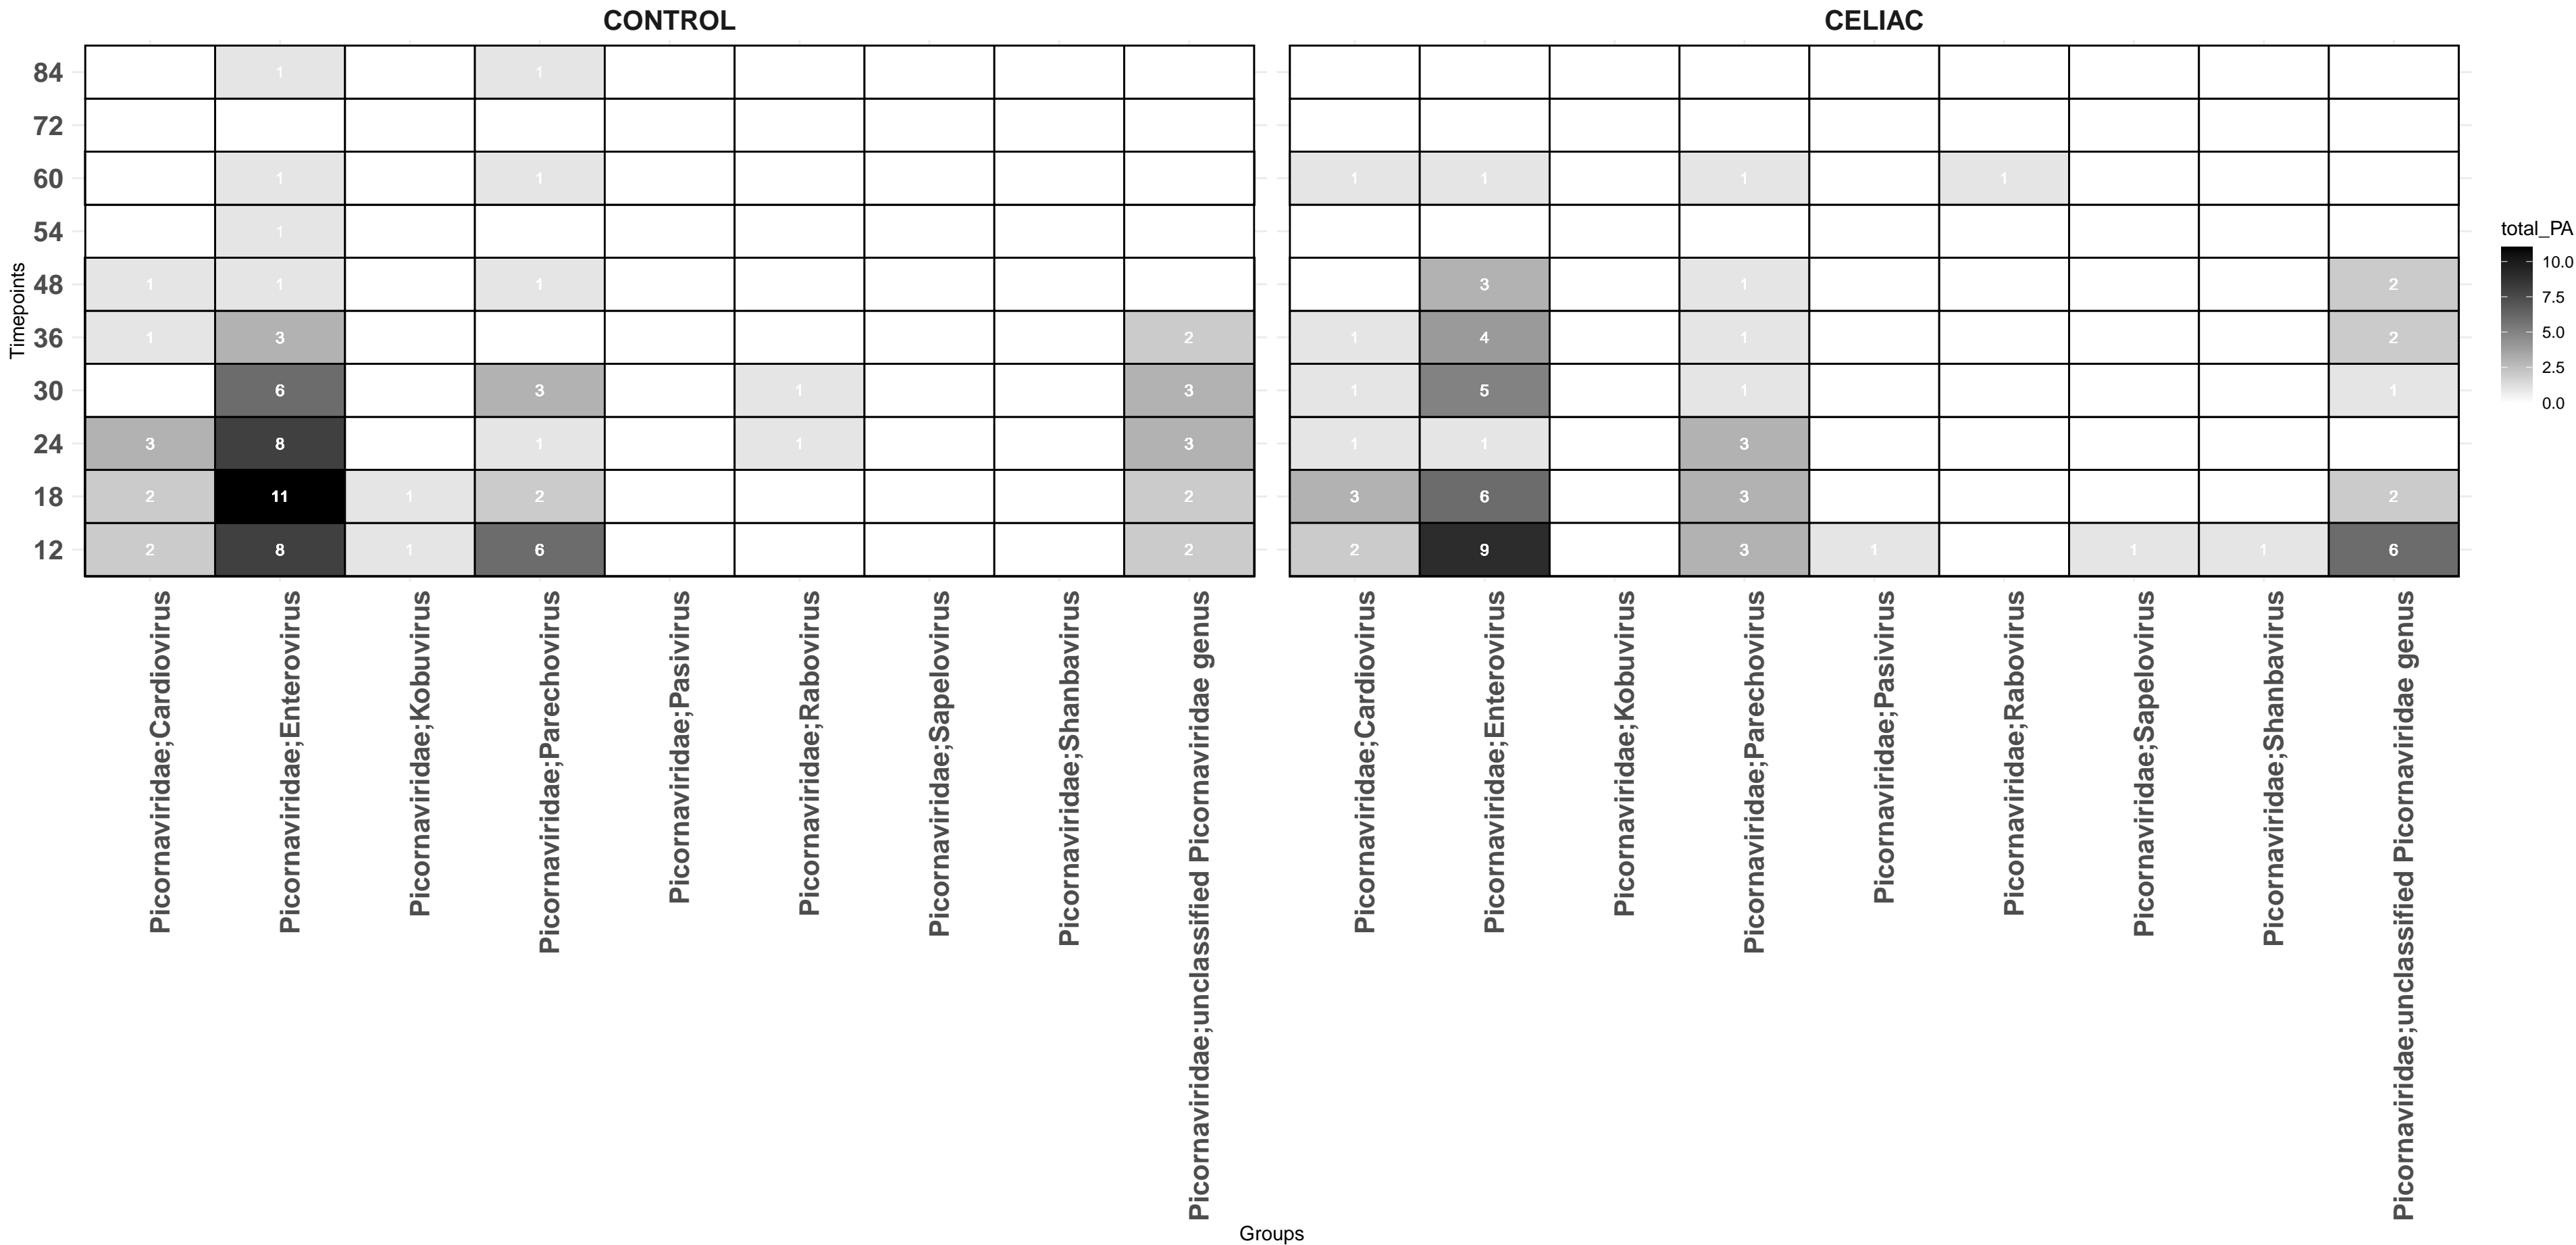 CONTROL CELIAC
84 1 1
72
60 1 1 1 1 1 1
54 1
48 1 1 1 3 1 2
36 1 3 2 1 4 1 2
30 6 3 1 3 1 5 1 1
24 3 8 1 1 3 1 1 3
18 2 11 1 2 2 3 6 3 2
12 2 8 1 6 2 2 9 3 1 1 1 6
Timepoints
total_PA
10.0
7.5
5.0
2.5
0.0
Picornaviridae;Cardiovirus
Picornaviridae;Enterovirus
Picornaviridae;Kobuvirus
Picornaviridae;Parechovirus
Picornaviridae;Pasivirus
Picornaviridae;Rabovirus
Picornaviridae;Sapelovirus
Picornaviridae;Shanbavirus
Picornaviridae;unclassified Picornaviridae genus
Picornaviridae;Cardiovirus
Picornaviridae;Enterovirus
Picornaviridae;Kobuvirus
Picornaviridae;Parechovirus
Picornaviridae;Pasivirus
Picornaviridae;Rabovirus
Picornaviridae;Sapelovirus
Picornaviridae;Shanbavirus
Picornaviridae;unclassified Picornaviridae genus
Groups